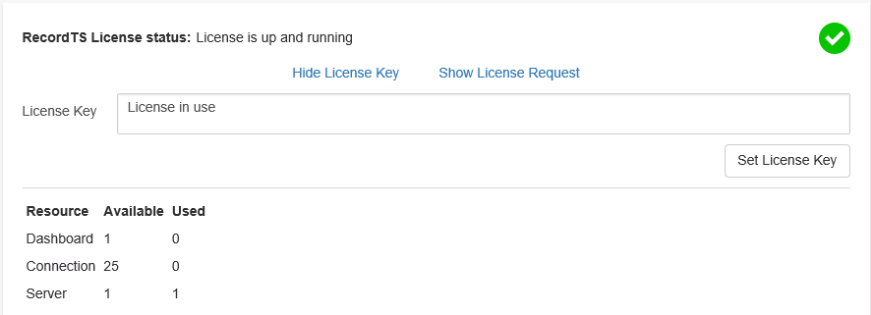 RecordTS License status: License is up and running
Hide License Key Show License Request
License Key License in use
Set License Key
Resource Available Used
Dashboard 1 0
Connection 25 0
Server 1 1